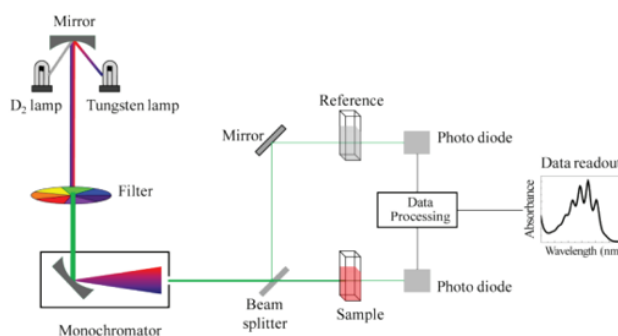 Mirror
D₂ lamp
Tungsten lamp
Filter
Monochromator
Mirror
Beam
splitter
Reference
Sample
Photo diode
Data
Processing
Photo diode
Data readout
Absorbance
Wavelength (nm